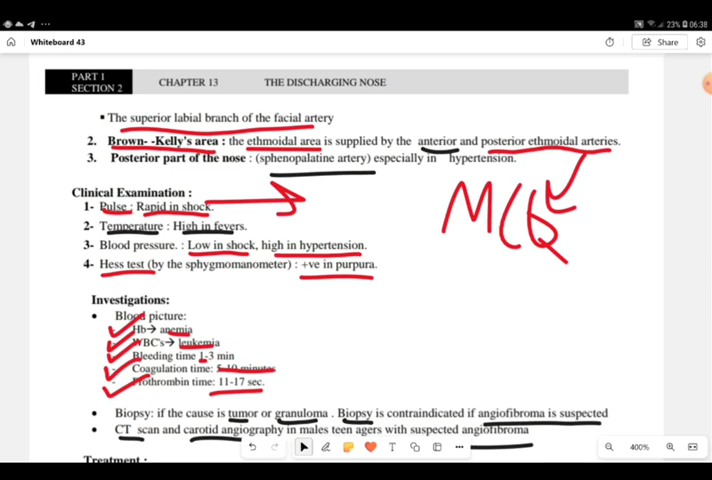 23% 06:38
Whiteboard 43
Share
PART 1
SECTION 2
CHAPTER 13
THE DISCHARGING NOSE
▪ The superior labial branch of the facial artery
2. Brown- -Kelly's area : the ethmoidal area is supplied by the anterior and posterior ethmoidal arteries.
3. Posterior part of the nose : (sphenopalatine artery) especially in hypertension.
MCQ
Clinical Examination :
1- Pulse : Rapid in shock.
2- Temperature : High in fevers.
3- Blood pressure. : Low in shock, high in hypertension.
4- Hess test (by the sphygmomanometer) : +ve in purpura.
Investigations:
• Blood picture:
Hb→ anemia
WBC's→ leukemia
Bleeding time 1-3 min
Coagulation time: 5-10 minutes
Prothrombin time: 11-17 sec.
• Biopsy: if the cause is tumor or granuloma . Biopsy is contraindicated if angiofibroma is suspected
• CT scan and carotid angiography in males teen agers with suspected angiofibroma
T
400%
Treatment :